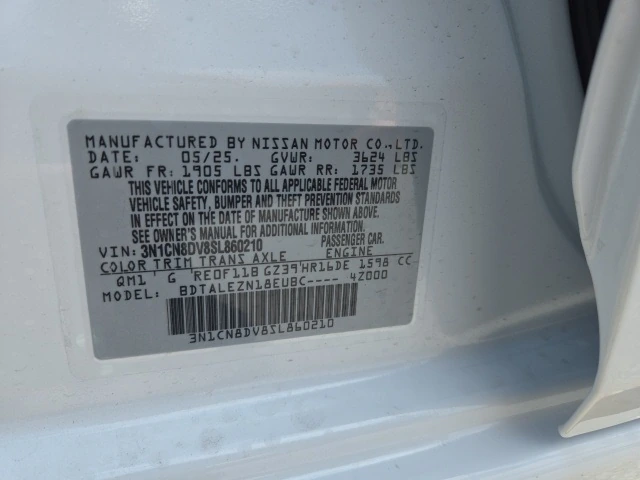 MANUFACTURED BY NISSAN MOTOR CO.,LTD.
DATE: 05/25. GVWR: 3624 LBS
GAWR FR: 1905 LBS GAWR RR: 1735 LBS
THIS VEHICLE CONFORMS TO ALL APPLICABLE FEDERAL MOTOR
VEHICLE SAFETY, BUMPER AND THEFT PREVENTION STANDARDS
IN EFFECT ON THE DATE OF MANUFACTURE SHOWN ABOVE.
SEE OWNERS MANUAL FOR FURTHER INFORMATION.
VIN: 3N1CN8DV8SL860210 PASSENGER CAR.
COLOR TRIM TRANS AXLE ENGINE
QM1 G RE0F11B GZ39 HR16DE 1598 CC
MODEL: BDTALEZN18EUBC---- 4Z000
3N1CN8DV8SL860210